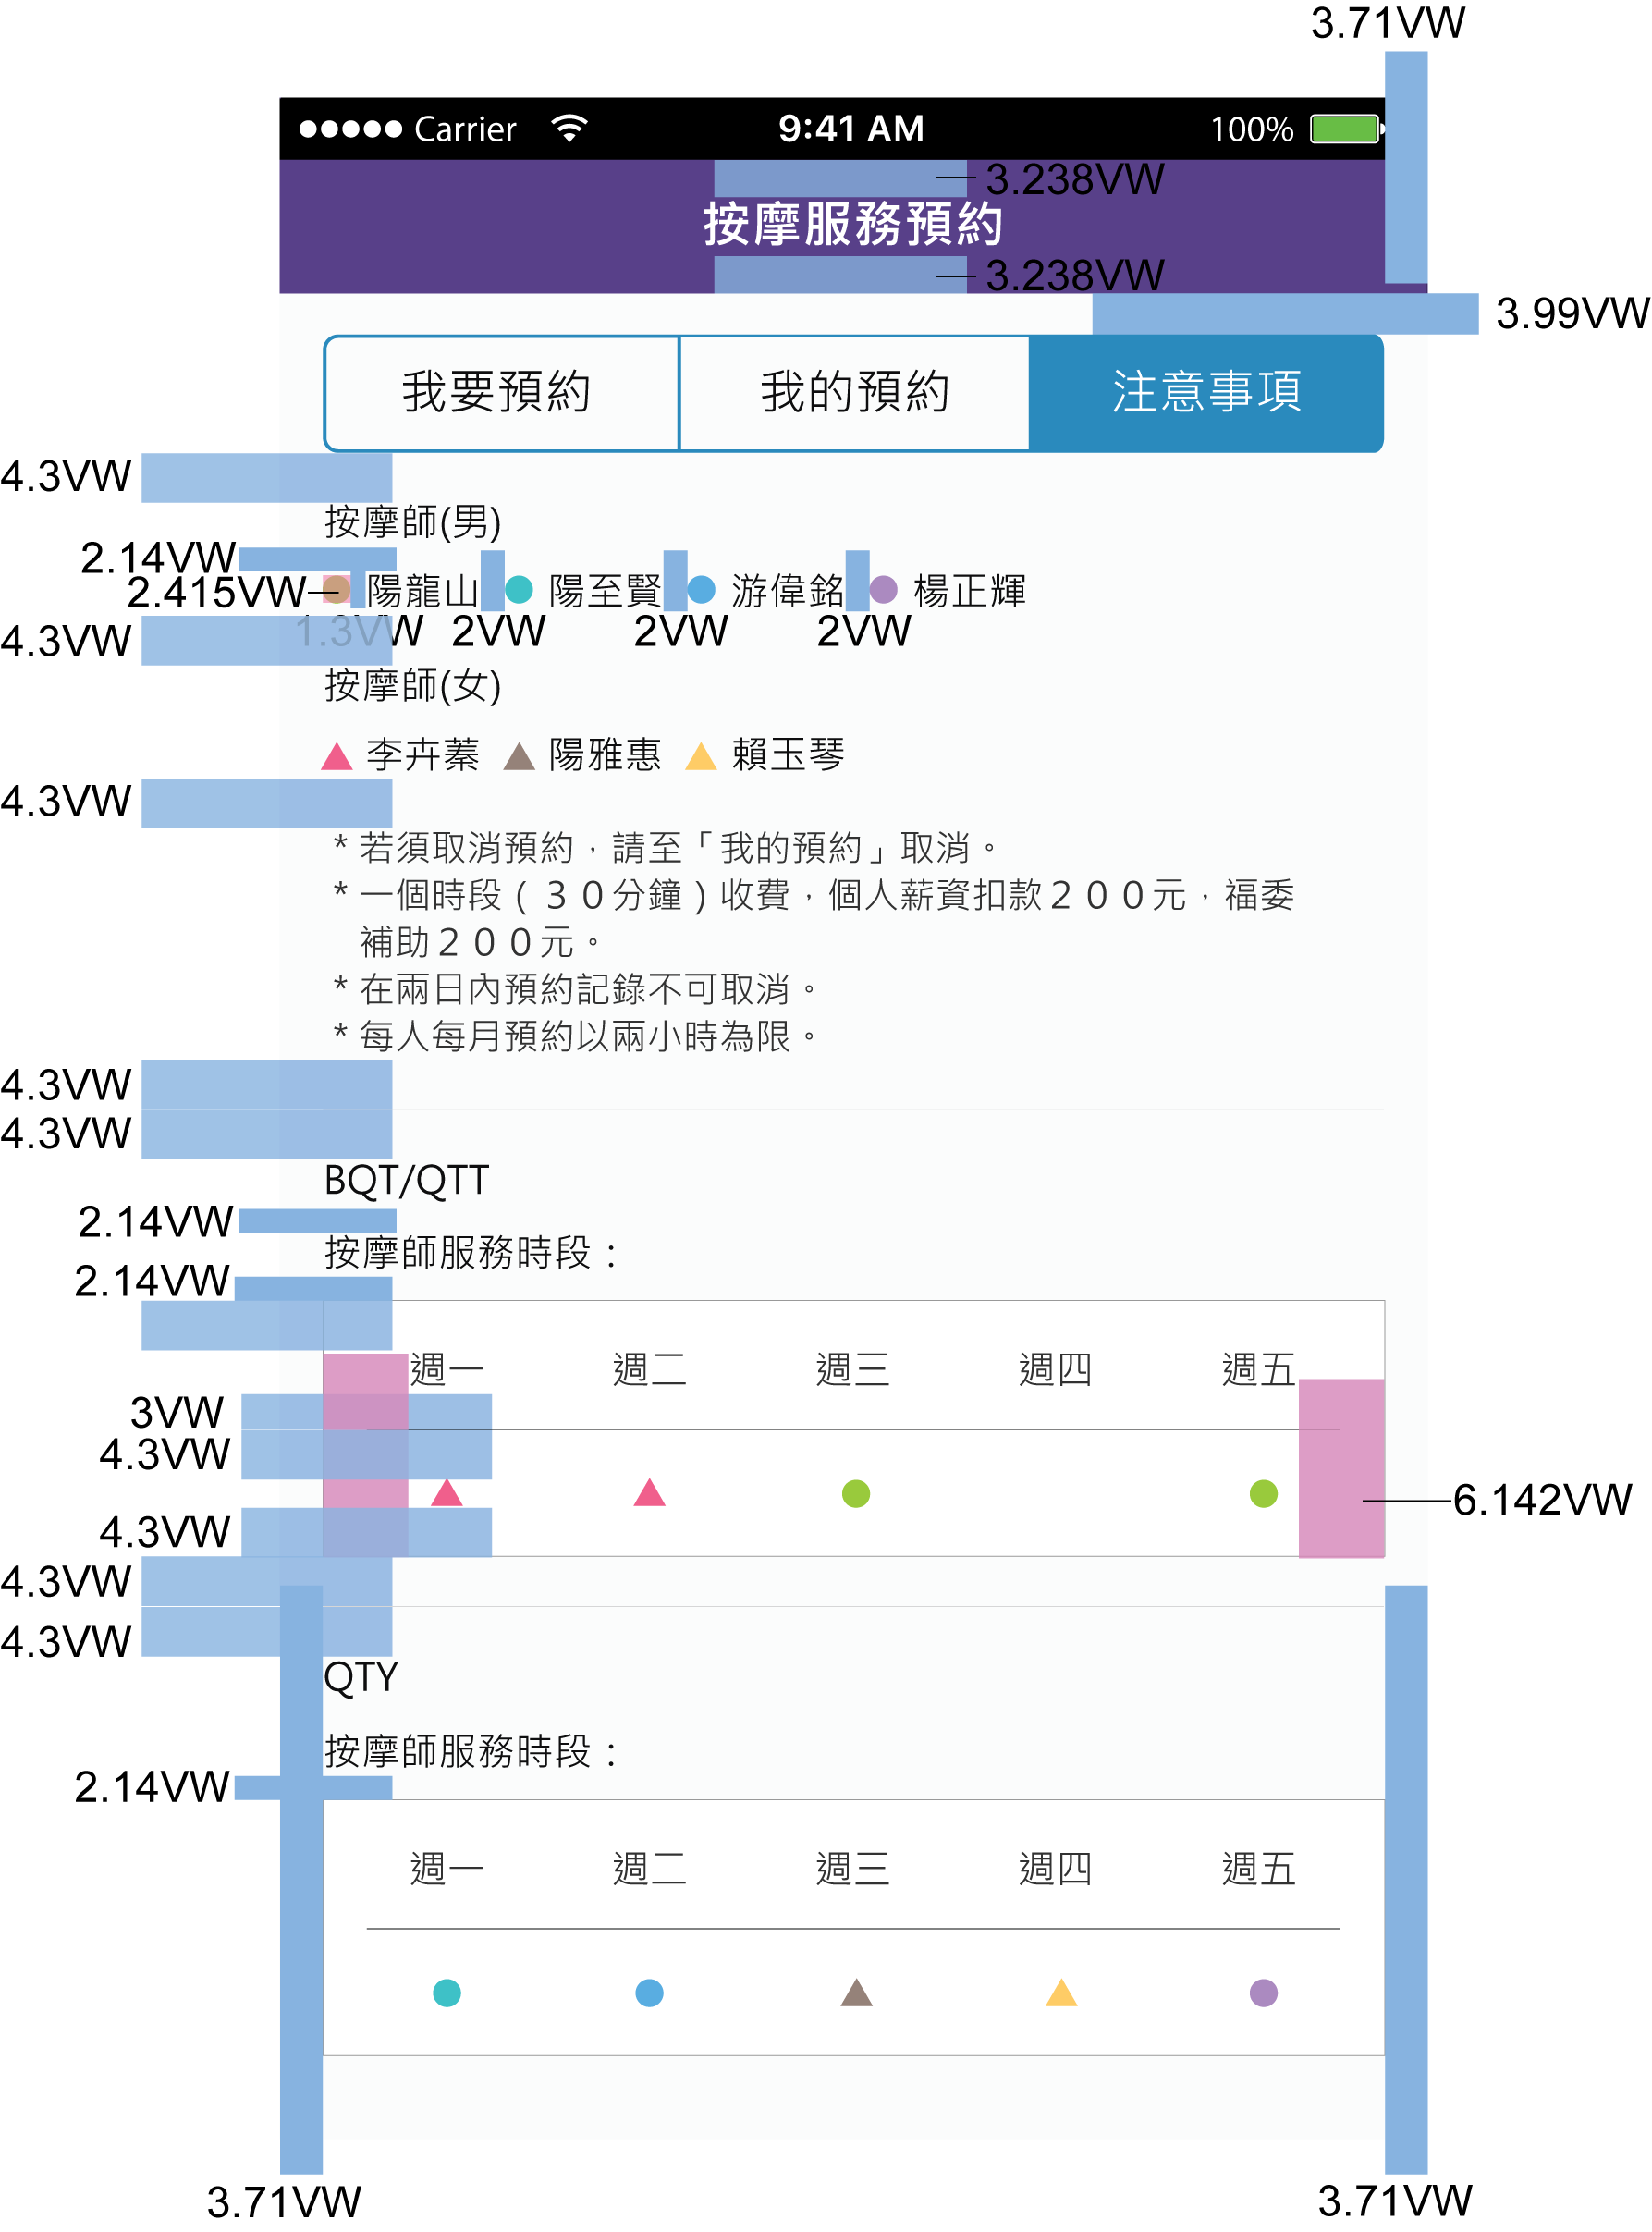 3.71VW
Carrier 9:41 AM 100%
3.238VW
按摩服務預約
3.238VW
3.99VW
我要預約 我的預約 注意事項
4.3VW
按摩師(男)
2.14VW
2.415VW 陽龍山 陽至賢 游偉銘 楊正輝
1.3VW 2VW 2VW 2VW
4.3VW
按摩師(女)
李卉蓁 陽雅惠 賴玉琴
4.3VW
* 若須取消預約，請至「我的預約」取消。
* 一個時段（３０分鐘）收費，個人薪資扣款２００元，福委
補助２００元。
* 在兩日內預約記錄不可取消。
* 每人每月預約以兩小時為限。
4.3VW
4.3VW
BQT/QTT
2.14VW
按摩師服務時段：
2.14VW
週一 週二 週三 週四 週五
3VW
4.3VW
6.142VW
4.3VW
4.3VW
4.3VW
QTY
按摩師服務時段：
2.14VW
週一 週二 週三 週四 週五
3.71VW 3.71VW